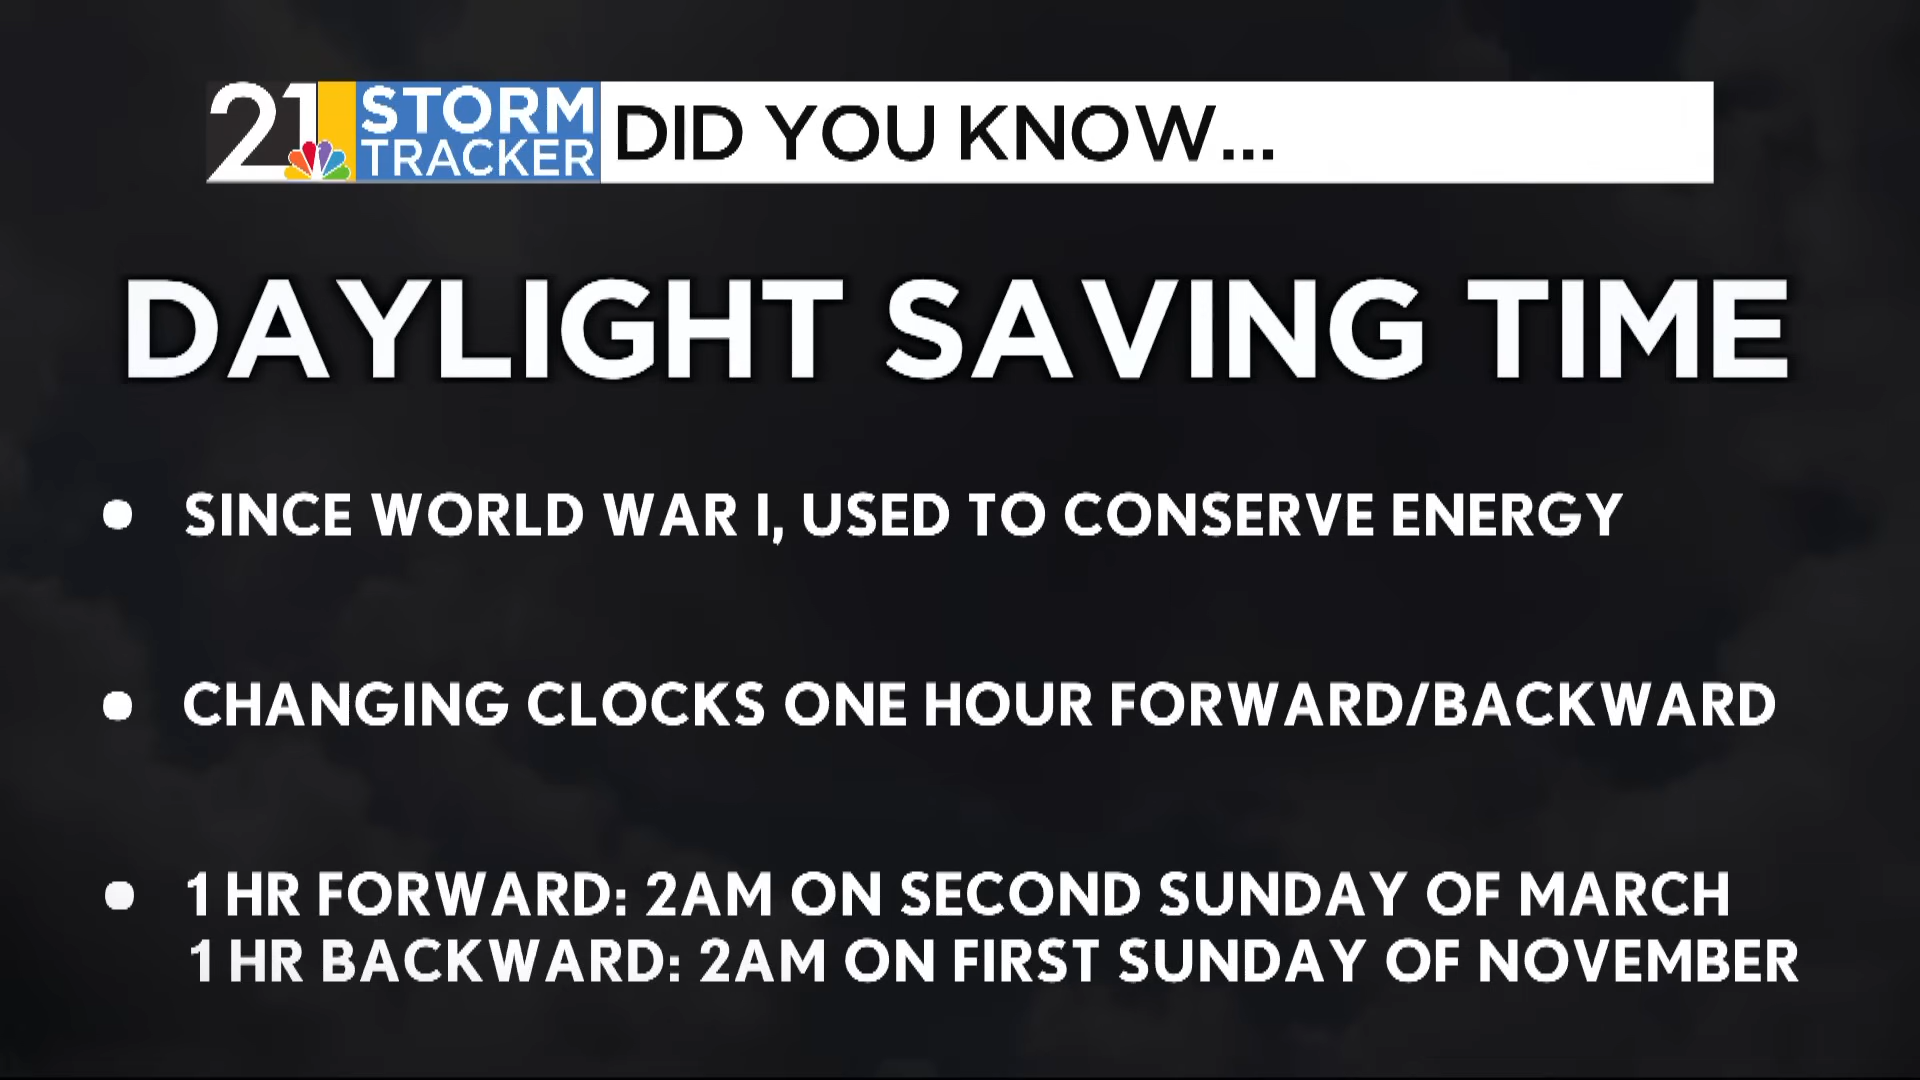 21 STORM TRACKER DID YOU KNOW...
DAYLIGHT SAVING TIME
• SINCE WORLD WAR I, USED TO CONSERVE ENERGY
• CHANGING CLOCKS ONE HOUR FORWARD/BACKWARD
• 1 HR FORWARD: 2AM ON SECOND SUNDAY OF MARCH
1 HR BACKWARD: 2AM ON FIRST SUNDAY OF NOVEMBER